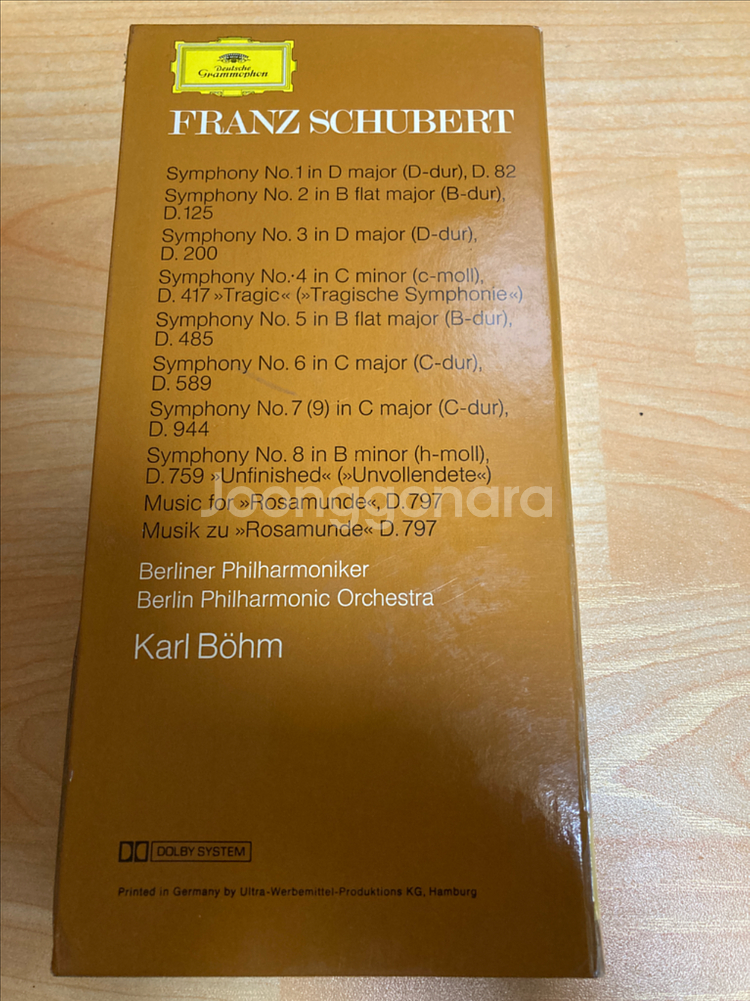 Deutsche
Grammophon
FRANZ SCHUBERT
Symphony No.1 in D major (D-dur), D. 82
Symphony No. 2 in B flat major (B-dur),
D.125
Symphony No. 3 in D major (D-dur),
D. 200
Symphony No. 4 in C minor (c-moll),
D. 417 »Tragic« (»Tragische Symphonie«)
Symphony No. 5 in B flat major (B-dur),
D. 485
Symphony No. 6 in C major (C-dur),
D. 589
Symphony No. 7 (9) in C major (C-dur),
D. 944
Symphony No. 8 in B minor (h-moll),
D. 759 »Unfinished« (»Unvollendete«)
Music for »Rosamunde«, D. 797
Joonggonara
Musik zu »Rosamunde« D. 797
Berliner Philharmoniker
Berlin Philharmonic Orchestra
Karl Böhm
DOLBY SYSTEM
Printed in Germany by Ultra-Werbemittel-Produktions KG, Hamburg